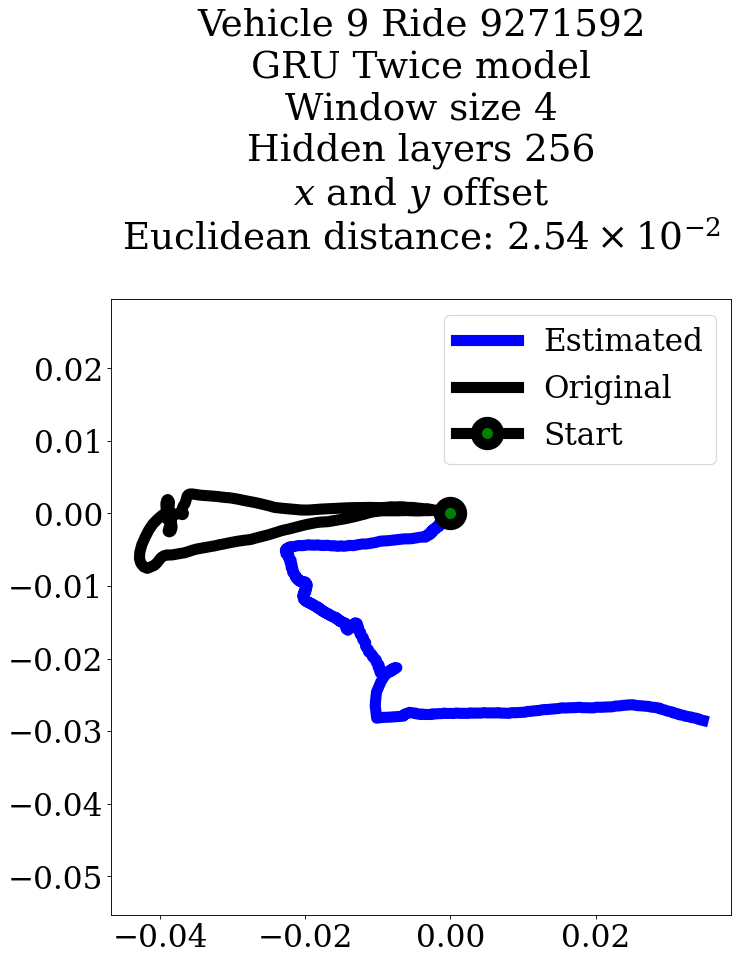 Vehicle 9 Ride 9271592
GRU Twice model
Window size 4
Hidden layers 256
x and y offset
Euclidean distance: 2.54 × 10⁻²
Estimated
Original
Start
0.02
0.01
0.00
−0.01
−0.02
−0.03
−0.04
−0.05
−0.04 −0.02 0.00 0.02